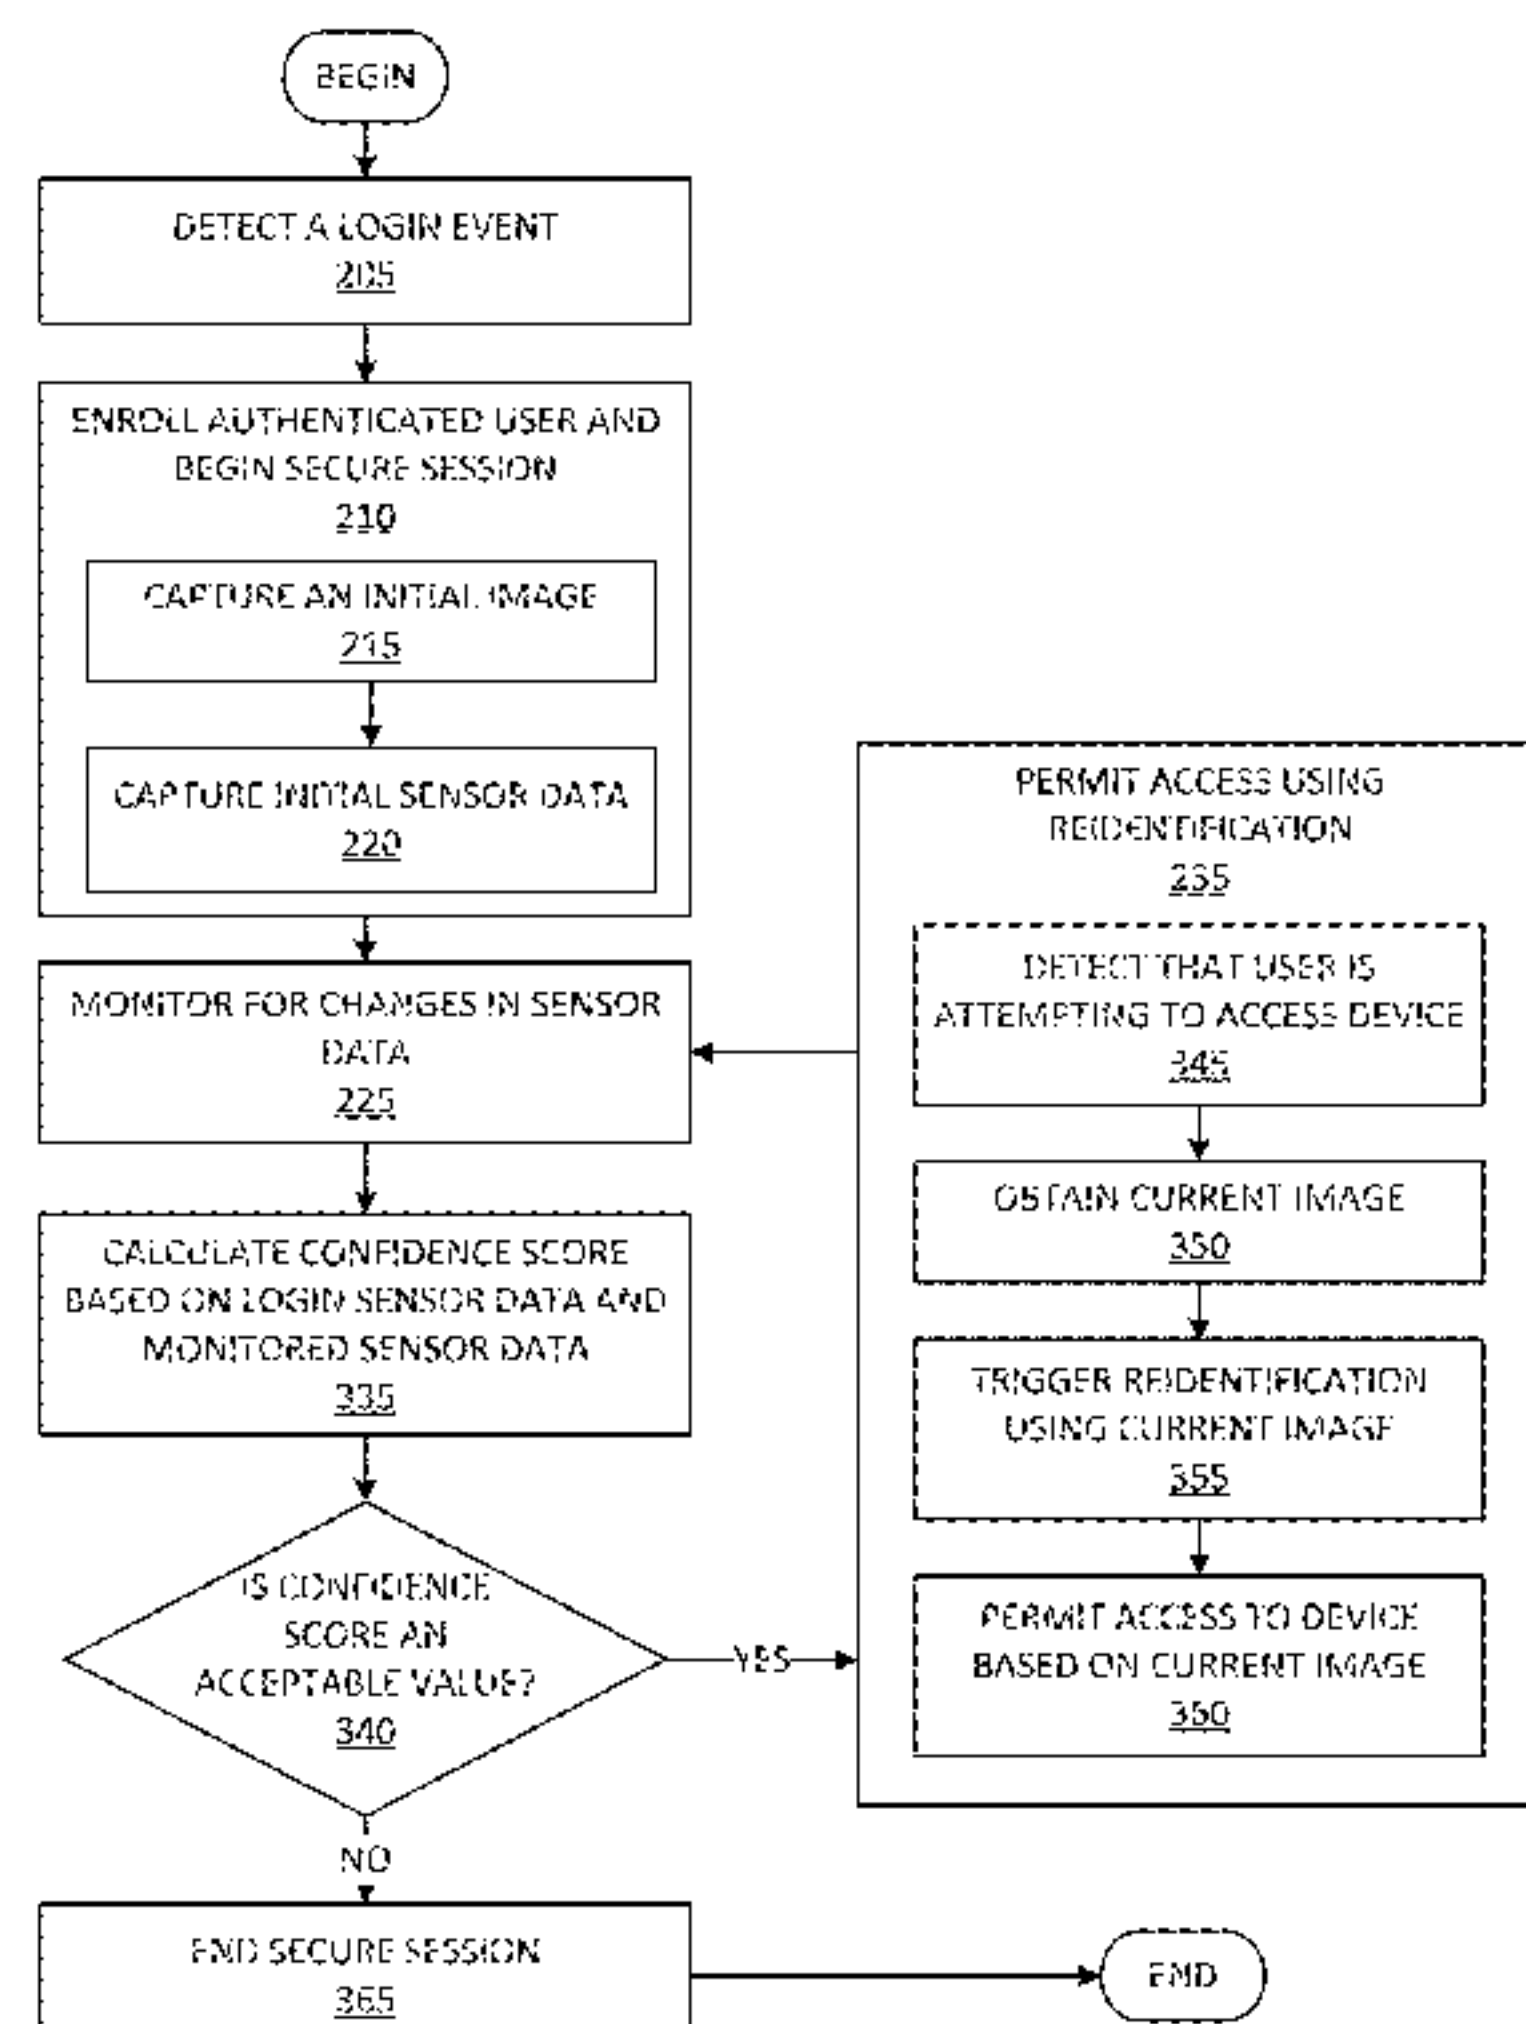 BEGIN
DETECT A LOGIN EVENT
205
ENROLL AUTHENTICATED USER AND
BEGIN SECURE SESSION
210
CAPTURE AN INITIAL IMAGE
215
CAPTURE INITIAL SENSOR DATA
220
MONITOR FOR CHANGES IN SENSOR
DATA
225
CALCULATE CONFIDENCE SCORE
BASED ON LOGIN SENSOR DATA AND
MONITORED SENSOR DATA
335
IS CONFIDENCE
SCORE AN
ACCEPTABLE VALUE?
340
YES
NO
PERMIT ACCESS USING
REIDENTIFICATION
235
DETECT THAT USER IS
ATTEMPTING TO ACCESS DEVICE
345
OBTAIN CURRENT IMAGE
350
TRIGGER REIDENTIFICATION
USING CURRENT IMAGE
355
PERMIT ACCESS TO DEVICE
BASED ON CURRENT IMAGE
360
END SECURE SESSION
365
END